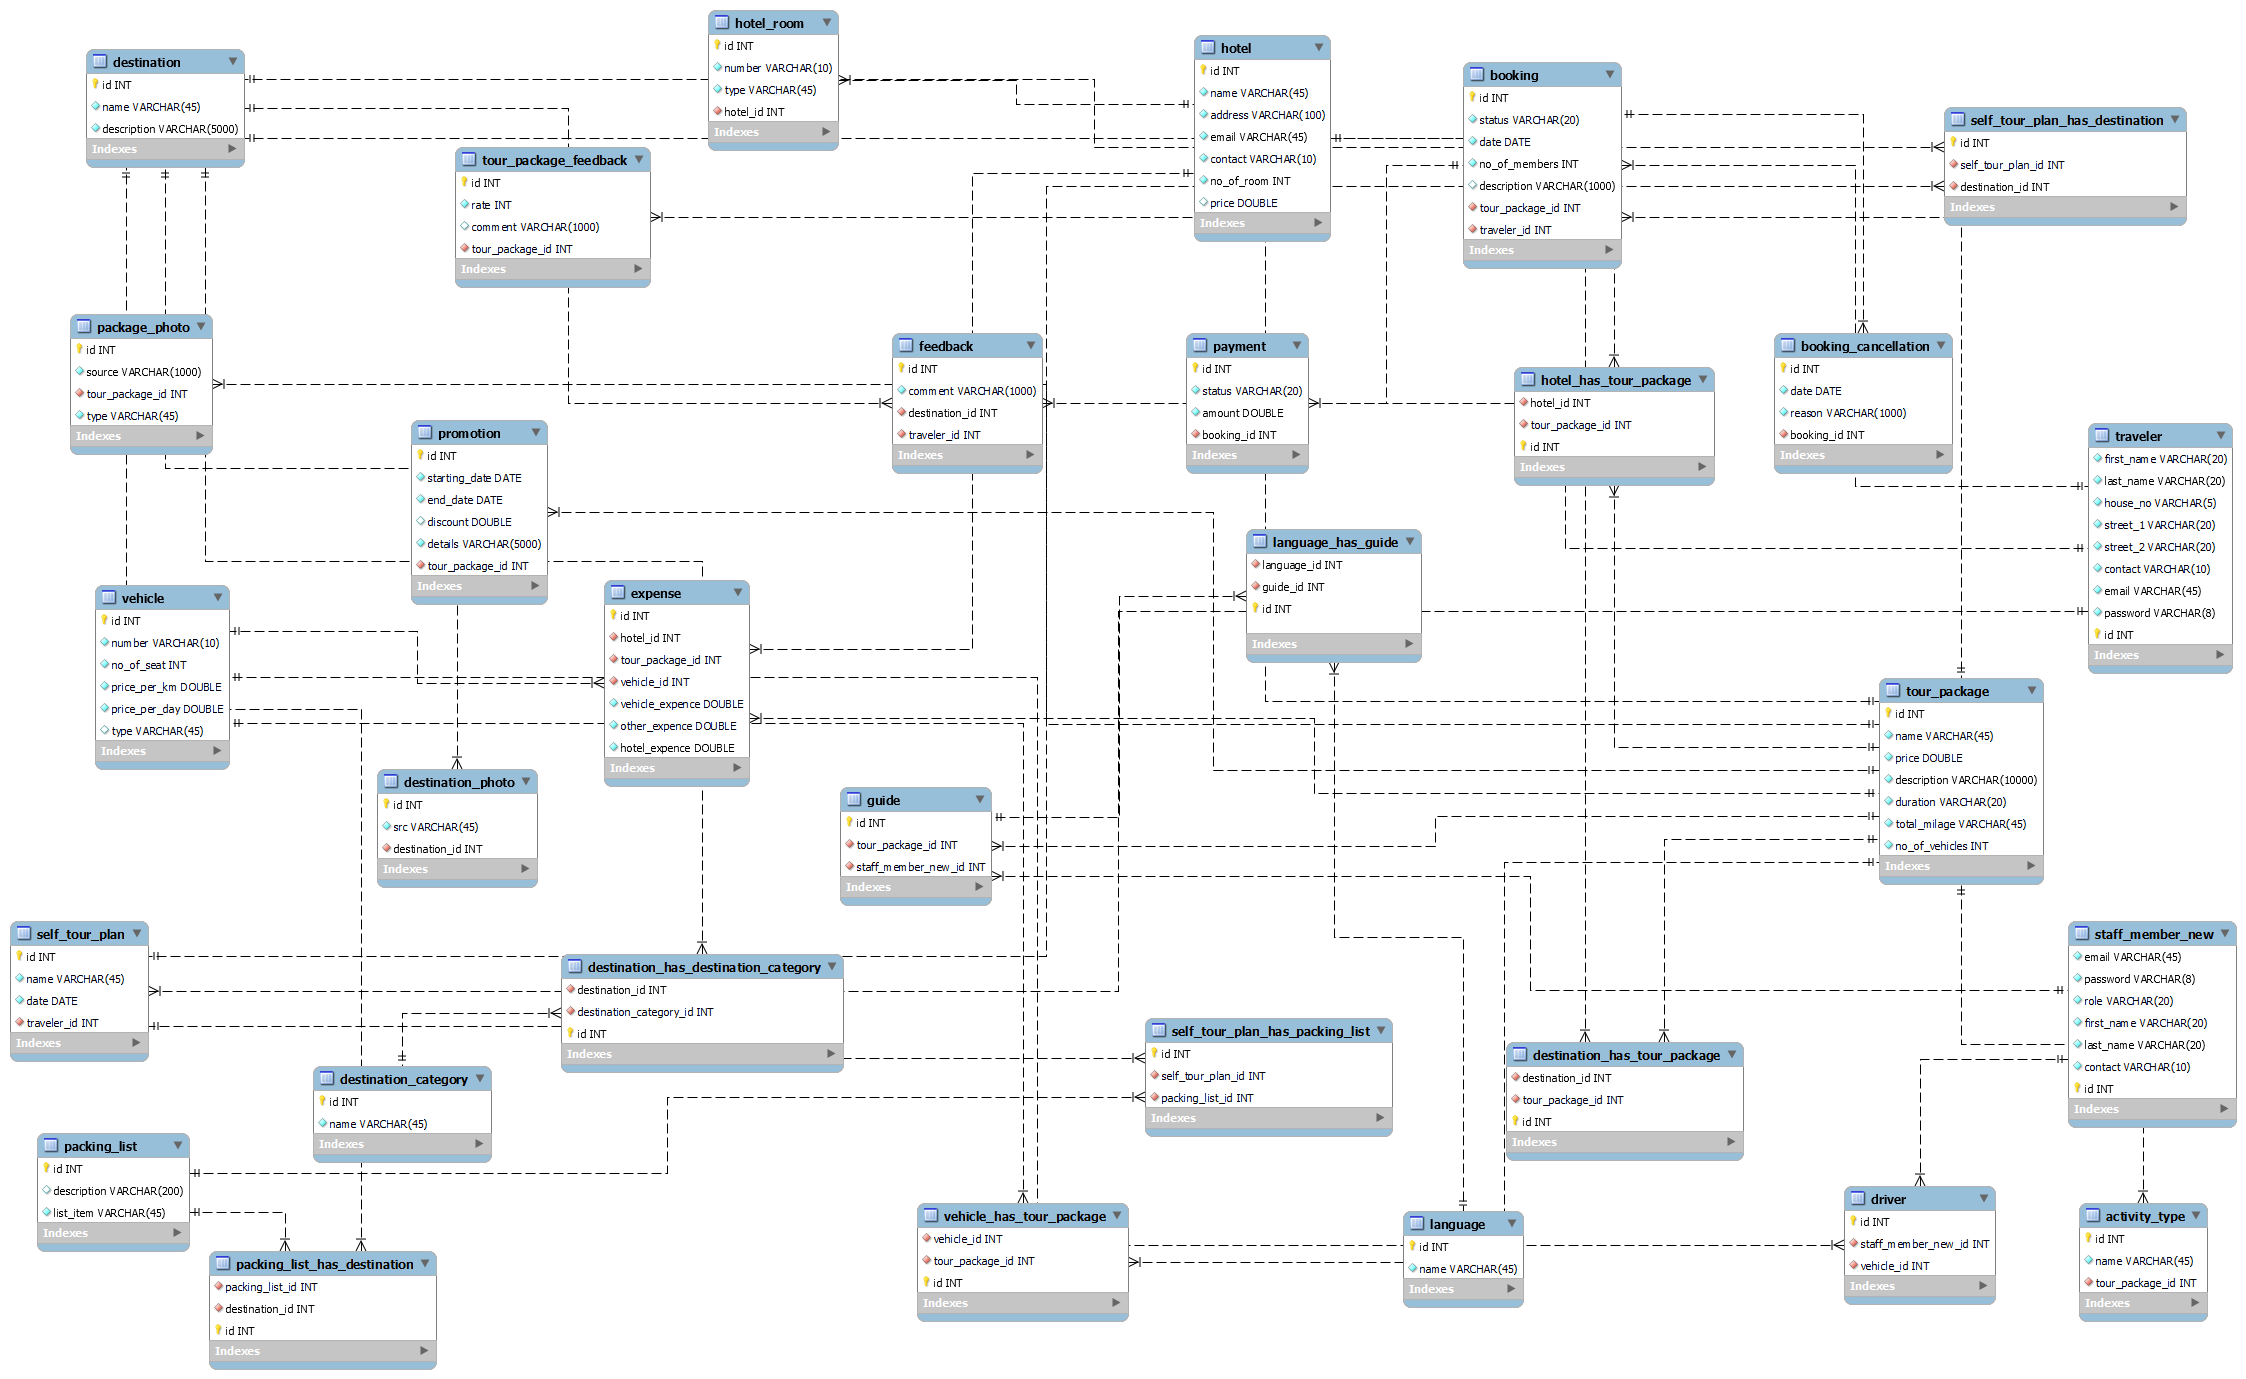 hotel_room
id INT
number VARCHAR(10)
type VARCHAR(45)
hotel_id INT
Indexes
hotel
id INT
name VARCHAR(45)
address VARCHAR(100)
email VARCHAR(45)
contact VARCHAR(10)
no_of_room INT
price DOUBLE
Indexes
destination
id INT
name VARCHAR(45)
description VARCHAR(5000)
Indexes
booking
id INT
status VARCHAR(20)
date DATE
no_of_members INT
description VARCHAR(1000)
tour_package_id INT
traveler_id INT
Indexes
self_tour_plan_has_destination
id INT
self_tour_plan_id INT
destination_id INT
Indexes
tour_package_feedback
id INT
rate INT
comment VARCHAR(1000)
tour_package_id INT
Indexes
package_photo
id INT
source VARCHAR(1000)
tour_package_id INT
type VARCHAR(45)
Indexes
feedback
id INT
comment VARCHAR(1000)
destination_id INT
traveler_id INT
Indexes
payment
id INT
status VARCHAR(20)
amount DOUBLE
booking_id INT
Indexes
hotel_has_tour_package
hotel_id INT
tour_package_id INT
id INT
Indexes
booking_cancellation
id INT
date DATE
reason VARCHAR(1000)
booking_id INT
Indexes
traveler
first_name VARCHAR(20)
last_name VARCHAR(20)
house_no VARCHAR(5)
street_1 VARCHAR(20)
street_2 VARCHAR(20)
contact VARCHAR(10)
email VARCHAR(45)
password VARCHAR(8)
id INT
Indexes
promotion
id INT
starting_date DATE
end_date DATE
discount DOUBLE
details VARCHAR(5000)
tour_package_id INT
Indexes
language_has_guide
language_id INT
guide_id INT
id INT
Indexes
vehicle
id INT
number VARCHAR(10)
no_of_seat INT
price_per_km DOUBLE
price_per_day DOUBLE
type VARCHAR(45)
Indexes
expense
id INT
hotel_id INT
tour_package_id INT
vehicle_id INT
vehicle_expence DOUBLE
other_expence DOUBLE
hotel_expence DOUBLE
Indexes
tour_package
id INT
name VARCHAR(45)
price DOUBLE
description VARCHAR(10000)
duration VARCHAR(20)
total_milage VARCHAR(45)
no_of_vehicles INT
Indexes
destination_photo
id INT
src VARCHAR(45)
destination_id INT
Indexes
guide
id INT
tour_package_id INT
staff_member_new_id INT
Indexes
self_tour_plan
id INT
name VARCHAR(45)
date DATE
traveler_id INT
Indexes
destination_has_destination_category
destination_id INT
destination_category_id INT
id INT
Indexes
staff_member_new
email VARCHAR(45)
password VARCHAR(8)
role VARCHAR(20)
first_name VARCHAR(20)
last_name VARCHAR(20)
contact VARCHAR(10)
id INT
Indexes
self_tour_plan_has_packing_list
id INT
self_tour_plan_id INT
packing_list_id INT
Indexes
destination_has_tour_package
destination_id INT
tour_package_id INT
id INT
Indexes
destination_category
id INT
name VARCHAR(45)
Indexes
packing_list
id INT
description VARCHAR(200)
list_item VARCHAR(45)
Indexes
packing_list_has_destination
packing_list_id INT
destination_id INT
id INT
Indexes
vehicle_has_tour_package
vehicle_id INT
tour_package_id INT
id INT
Indexes
language
id INT
name VARCHAR(45)
Indexes
driver
id INT
staff_member_new_id INT
vehicle_id INT
Indexes
activity_type
id INT
name VARCHAR(45)
tour_package_id INT
Indexes